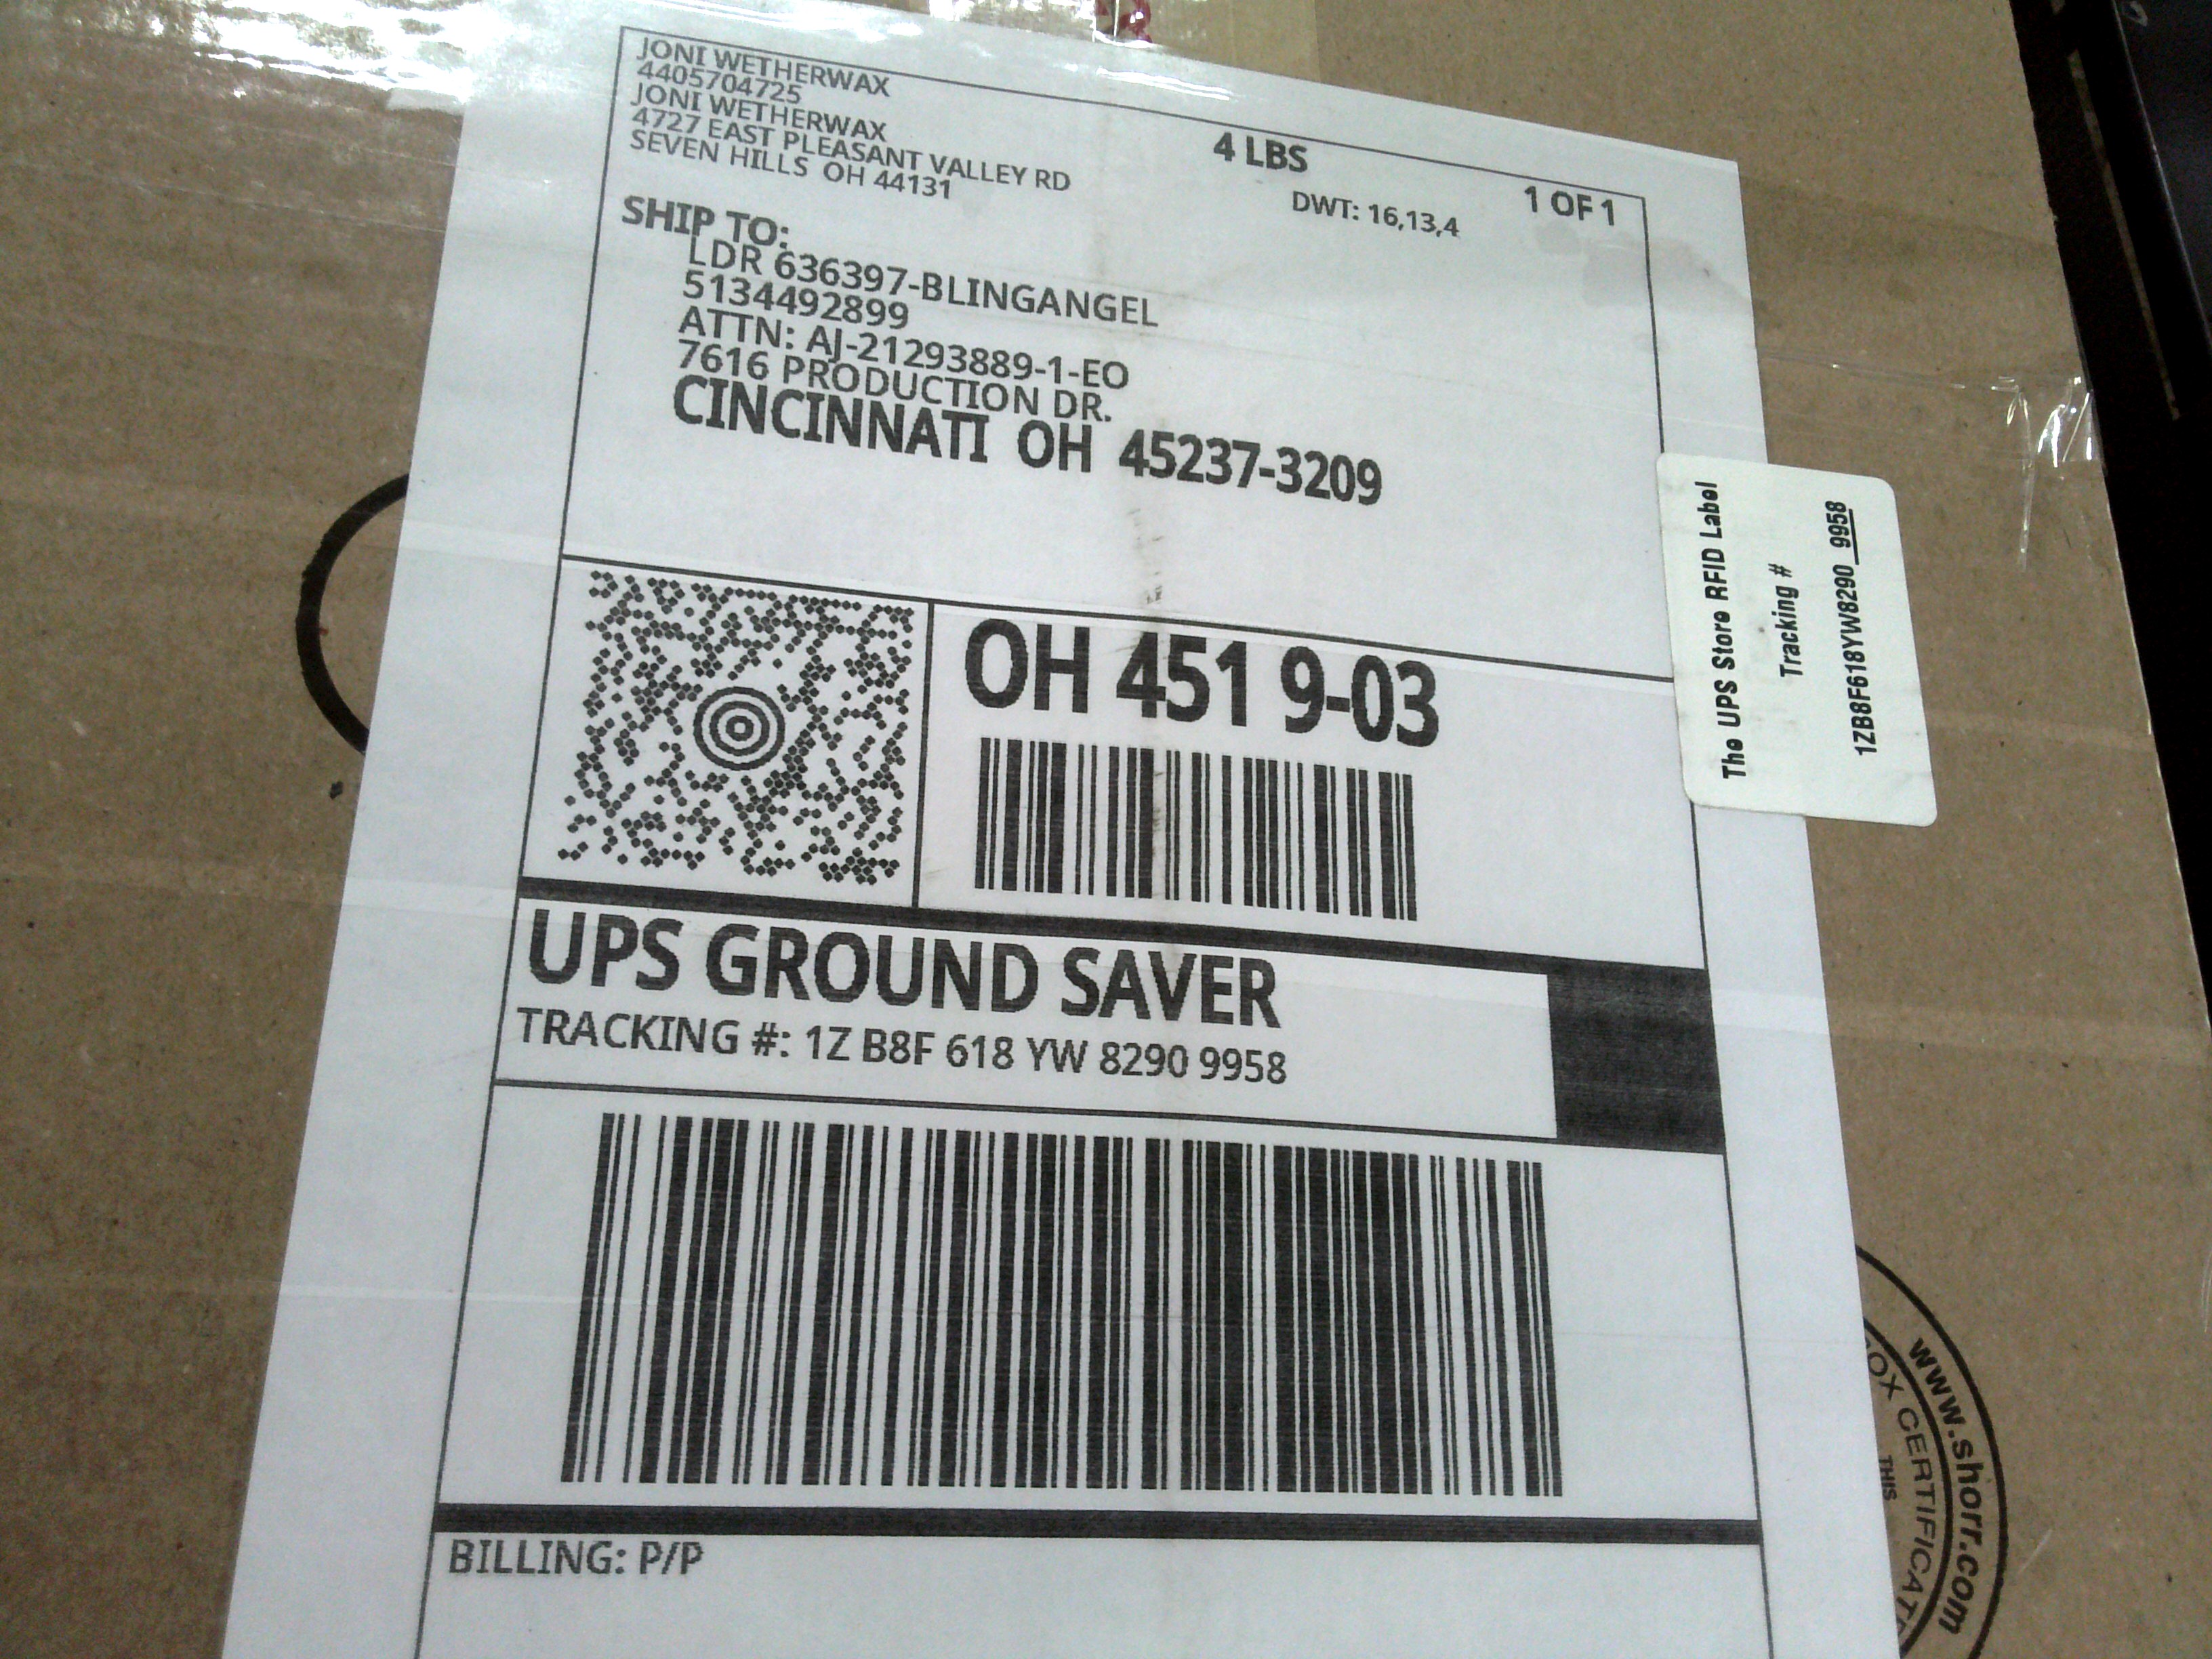 JONI WETHERWAX
4405704725
JONI WETHERWAX
4727 EAST PLEASANT VALLEY RD
SEVEN HILLS OH 44131
4 LBS
1 OF 1
DWT: 16,13,4
SHIP TO:
LDR 636397-BLINGANGEL
5134492899
ATTN: AJ-21293889-1-EO
7616 PRODUCTION DR.
CINCINNATI OH 45237-3209
The UPS Store RFID Label
Tracking #
1ZB8F618YW8290 9958
OH 451 9-03
UPS GROUND SAVER
TRACKING #: 1Z B8F 618 YW 8290 9958
BILLING: P/P
www.shorr.com
THIS